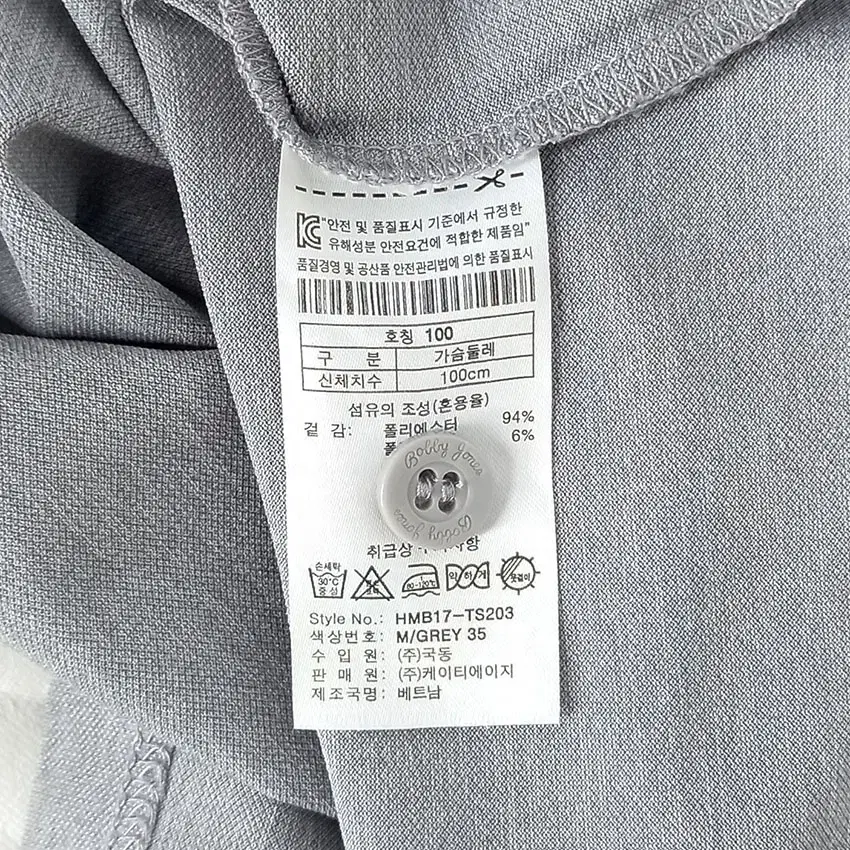 KC "안전 및 품질표시 기준에서 규정한
유해성분 안전요건에 적합한 제품임"
품질경영 및 공산품 안전관리법에 의한 품질표시
호칭 100
구 분 가슴둘레
신체치수 100cm
섬유의 조성(혼용율)
겉 감: 폴리에스터 94%
6%
Bobby Jones
Bobby Jones
손세탁
30°C
중성
80~120℃
약하게
옷걸이
Style No.: HMB17-TS203
색상번호: M/GREY 35
수 입 원: (주)국동
판 매 원: (주)케이티에이지
제조국명: 베트남